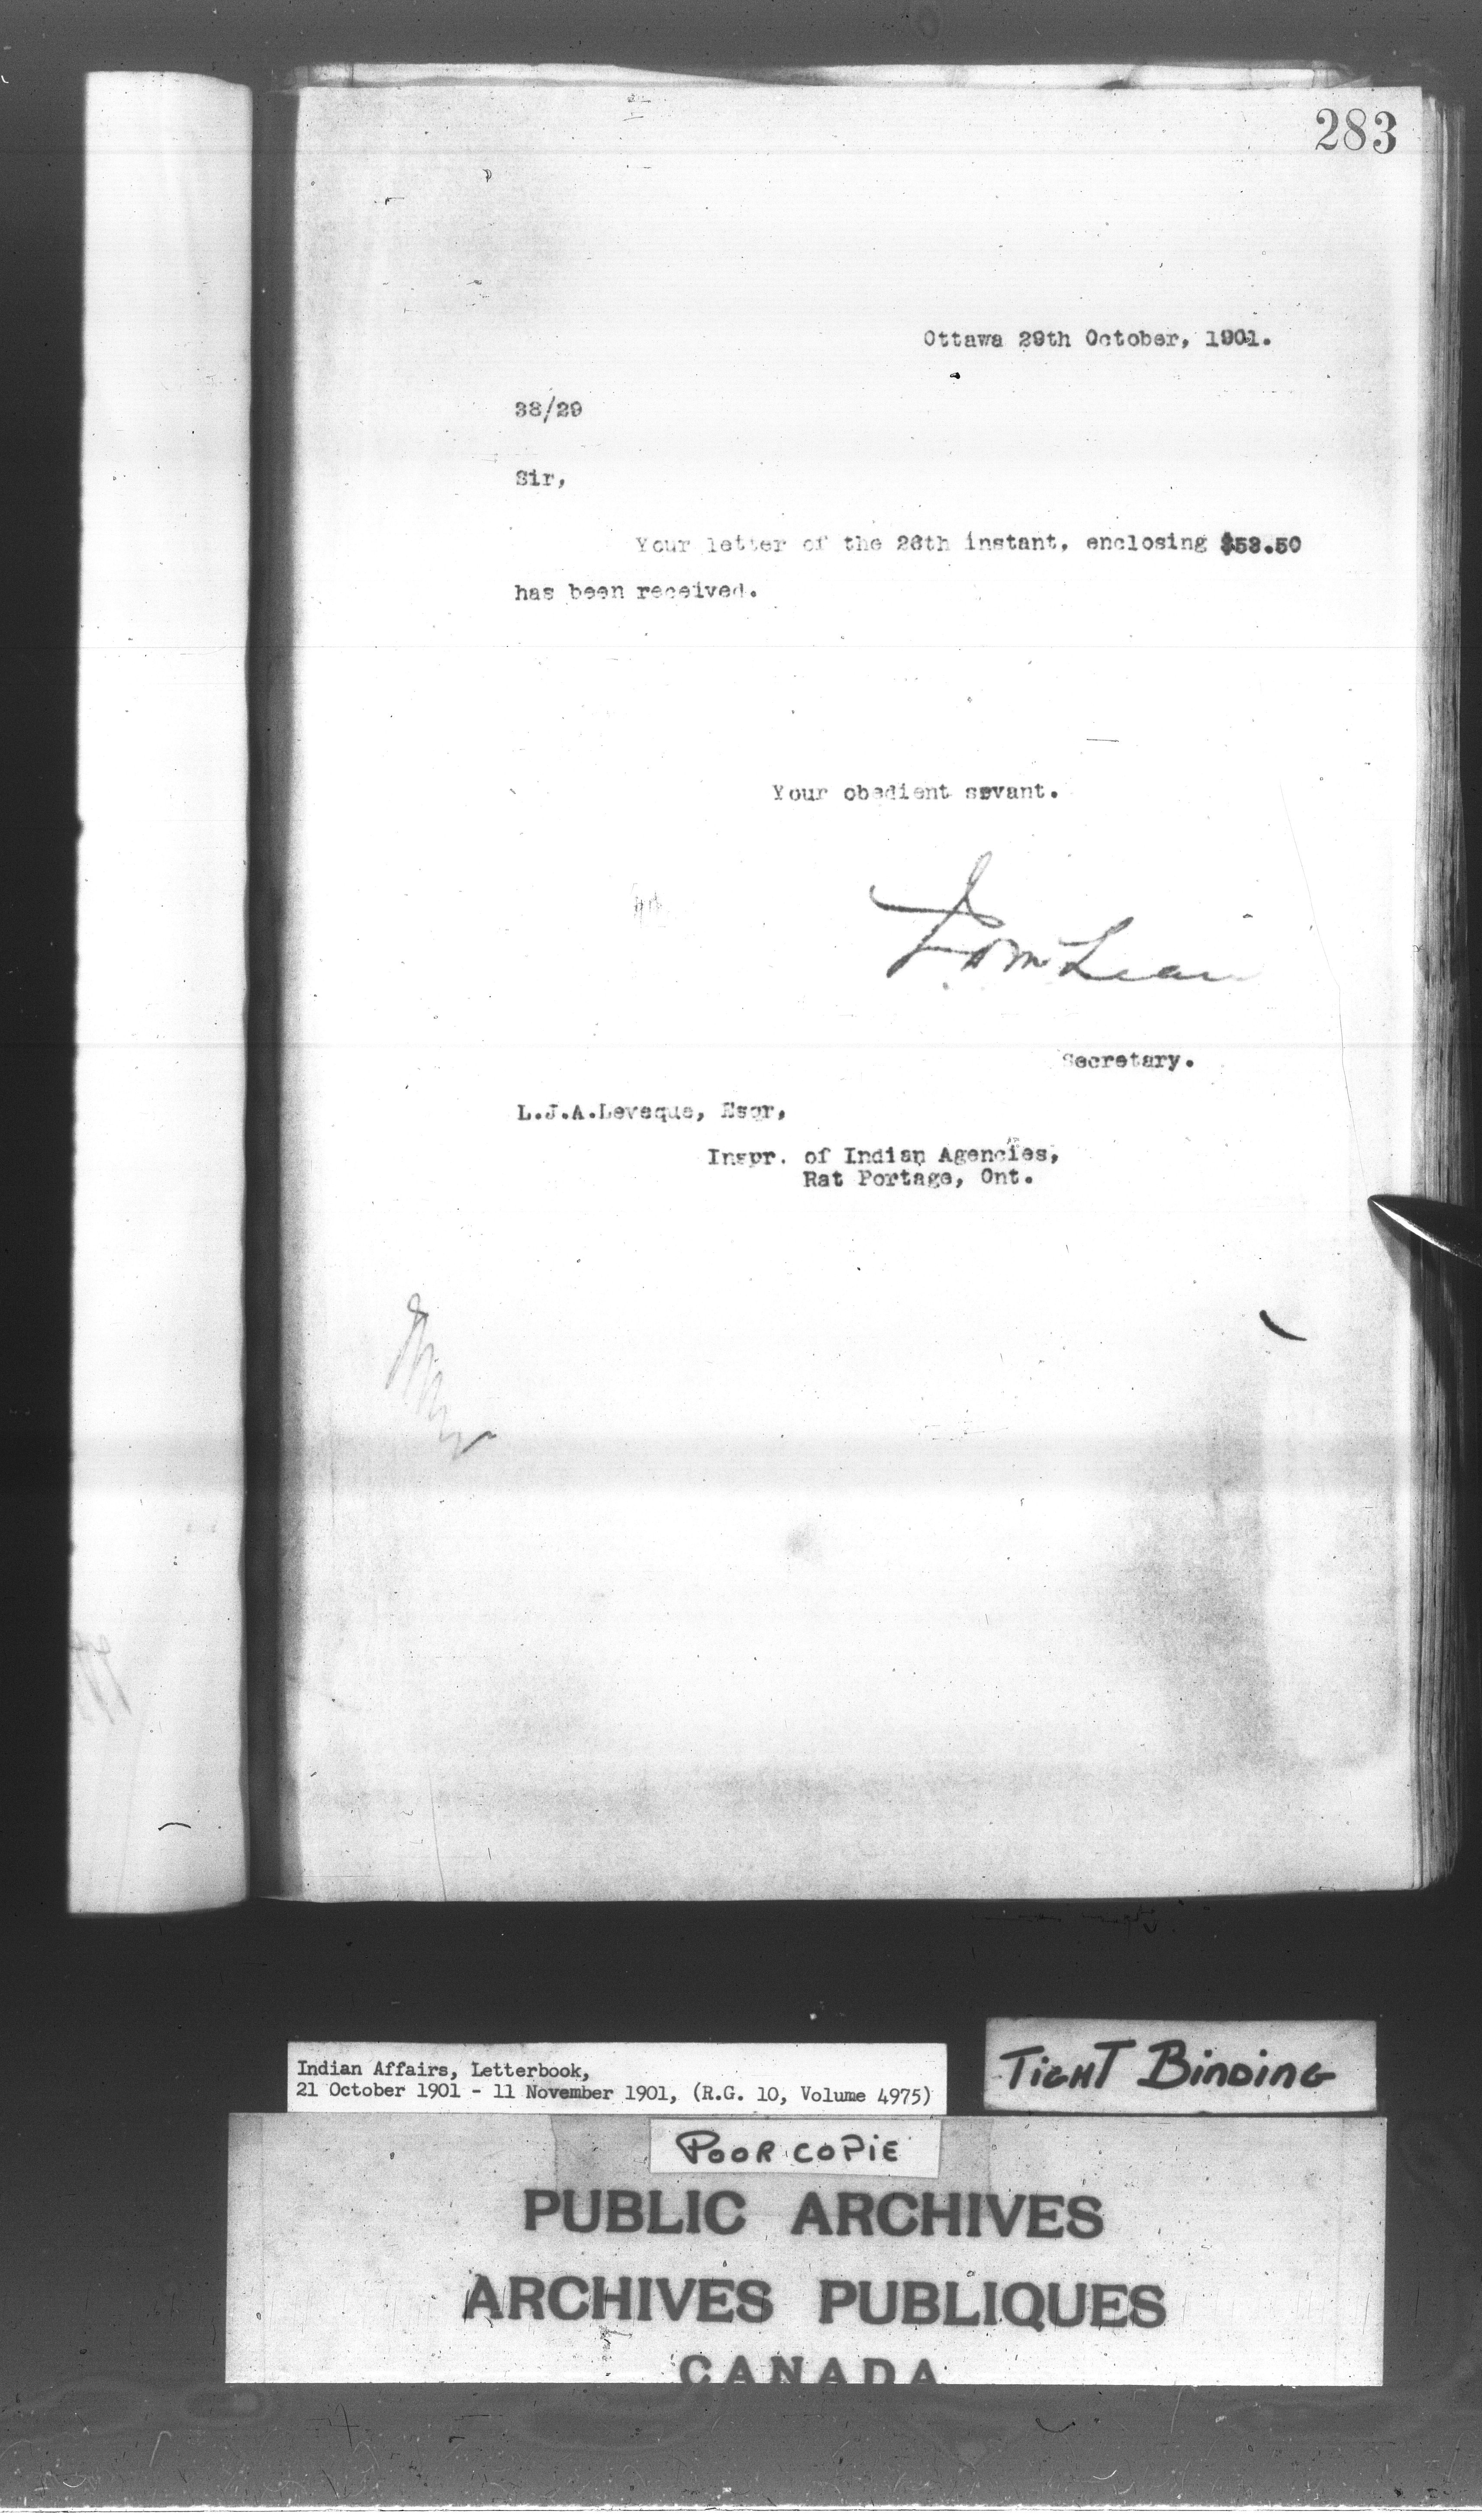 283
Ottawa 29th October, 1901.
38/29
Sir,
Your letter of the 26th instant, enclosing $53.50
has been received.
Your obedient sevant.
J D McLean
Secretary.
L.J.A.Leveque, Esqr,
Inspr. of Indian Agencies,
Rat Portage, Ont.
Indian Affairs, Letterbook,
21 October 1901 - 11 November 1901, (R.G. 10, Volume 4975)
TIGHT BINDING
POOR COPIE
PUBLIC ARCHIVES
ARCHIVES PUBLIQUES
CANADA